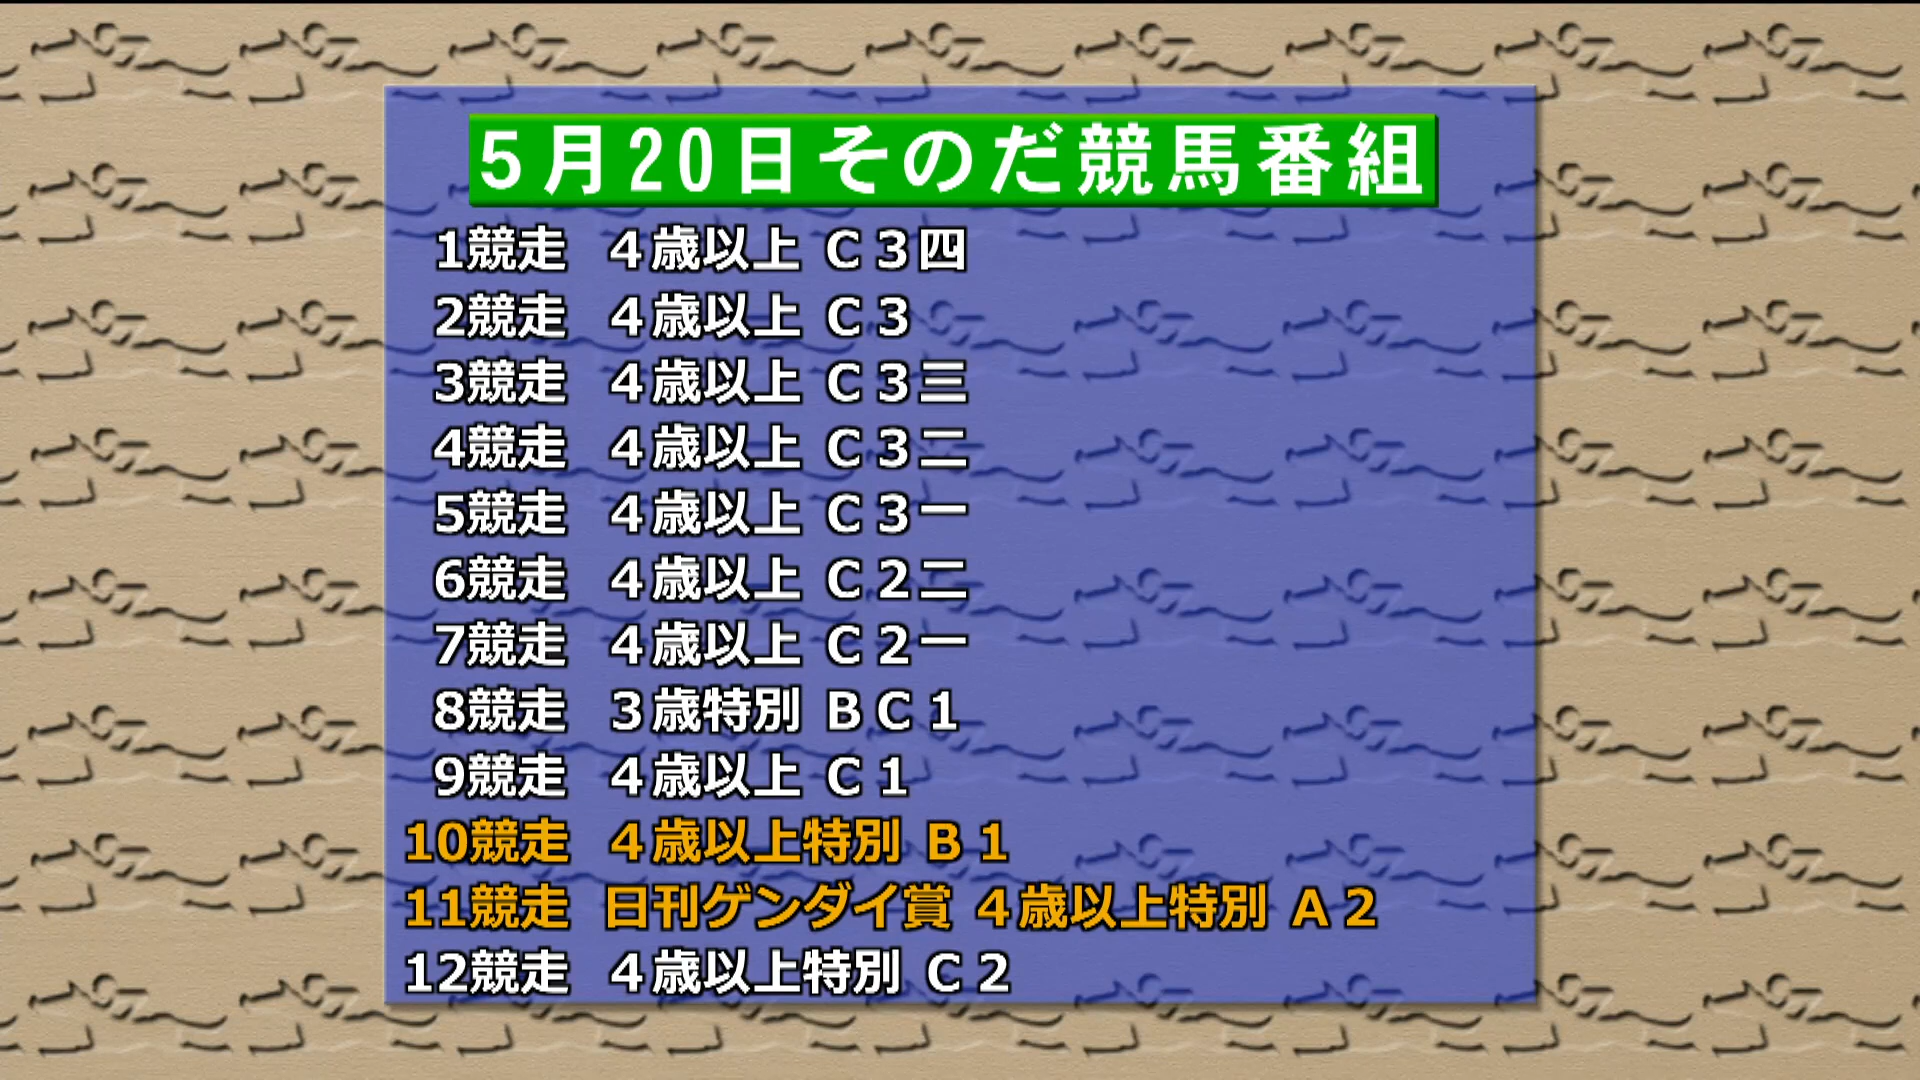 ５月20日そのだ競馬番組
1競走 ４歳以上 Ｃ３四
2競走 ４歳以上 Ｃ３
3競走 ４歳以上 Ｃ３三
4競走 ４歳以上 Ｃ３二
5競走 ４歳以上 Ｃ３一
6競走 ４歳以上 Ｃ２二
7競走 ４歳以上 Ｃ２一
8競走 ３歳特別 ＢＣ１
9競走 ４歳以上 Ｃ１
10競走 ４歳以上特別 Ｂ１
11競走 日刊ゲンダイ賞 ４歳以上特別 Ａ２
12競走 ４歳以上特別 Ｃ２